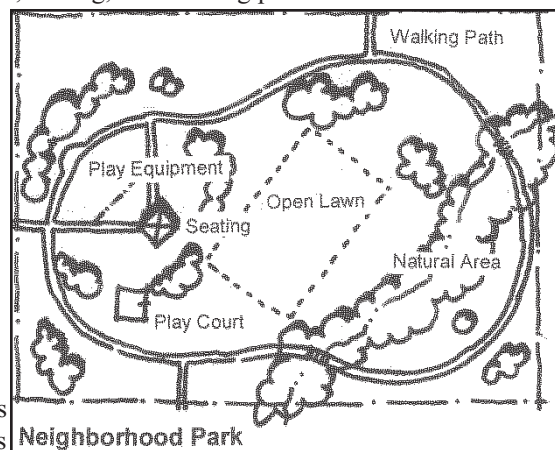 Walking Path
Play Equipment
Open Lawn
Seating
Natural Area
Play Court
Neighborhood Park